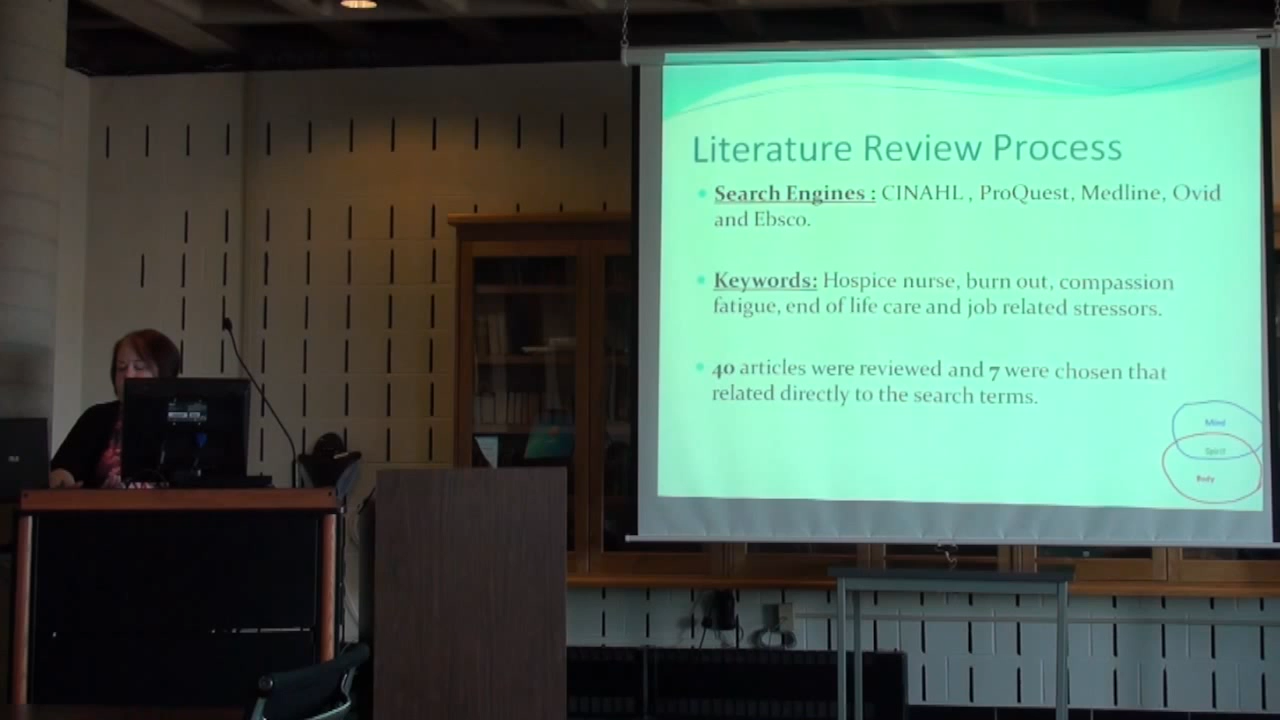 Literature Review Process
Search Engines : CINAHL , ProQuest, Medline, Ovid
and Ebsco.
Keywords: Hospice nurse, burn out, compassion
fatigue, end of life care and job related stressors.
40 articles were reviewed and 7 were chosen that
related directly to the search terms.
Mind
Spirit
Body